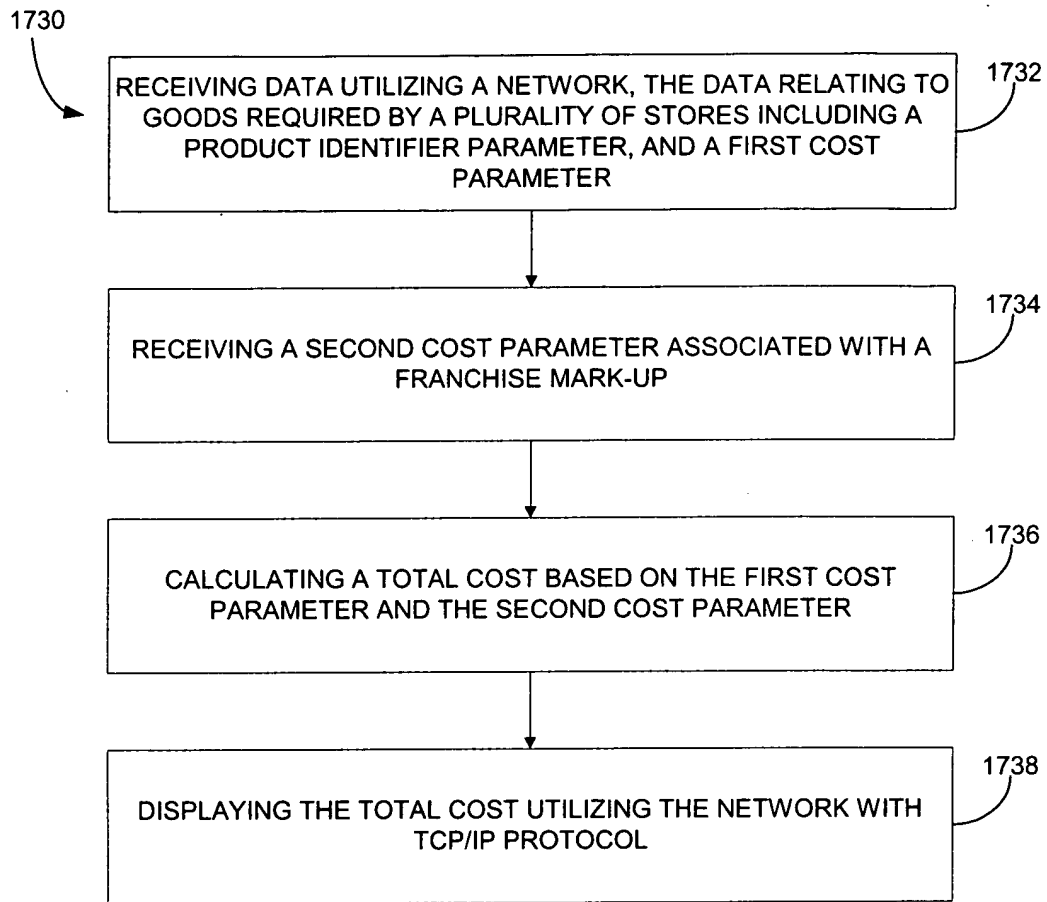 1730
RECEIVING DATA UTILIZING A NETWORK, THE DATA RELATING TO
GOODS REQUIRED BY A PLURALITY OF STORES INCLUDING A
PRODUCT IDENTIFIER PARAMETER, AND A FIRST COST
PARAMETER
1732
RECEIVING A SECOND COST PARAMETER ASSOCIATED WITH A
FRANCHISE MARK-UP
1734
CALCULATING A TOTAL COST BASED ON THE FIRST COST
PARAMETER AND THE SECOND COST PARAMETER
1736
DISPLAYING THE TOTAL COST UTILIZING THE NETWORK WITH
TCP/IP PROTOCOL
1738